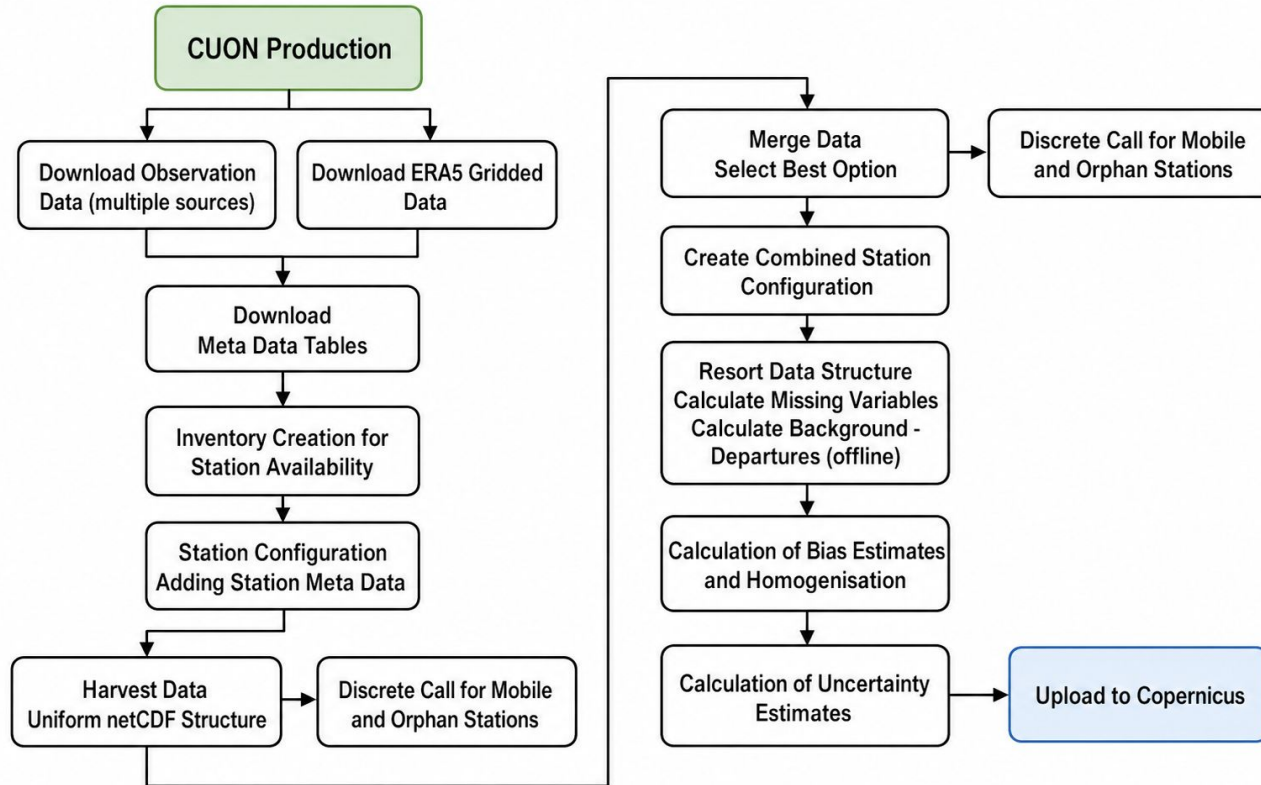 CUON Production
Download Observation
Data (multiple sources)
Download ERA5 Gridded
Data
Download
Meta Data Tables
Inventory Creation for
Station Availability
Station Configuration
Adding Station Meta Data
Harvest Data
Uniform netCDF Structure
Discrete Call for Mobile
and Orphan Stations
Merge Data
Select Best Option
Discrete Call for Mobile
and Orphan Stations
Create Combined Station
Configuration
Resort Data Structure
Calculate Missing Variables
Calculate Background -
Departures (offline)
Calculation of Bias Estimates
and Homogenisation
Calculation of Uncertainty
Estimates
Upload to Copernicus